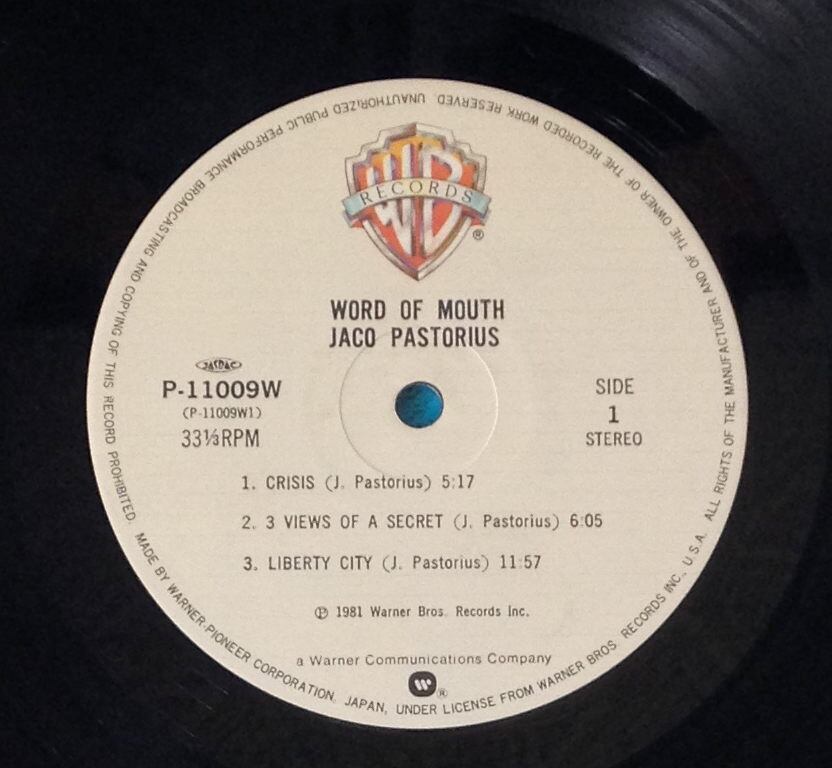 WB
RECORDS
®
WORD OF MOUTH
JACO PASTORIUS
JASRAC
P-11009W
(P-11009W1)
33⅓RPM
SIDE
1
STEREO
1. CRISIS (J. Pastorius) 5:17
2. 3 VIEWS OF A SECRET (J. Pastorius) 6:05
3. LIBERTY CITY (J. Pastorius) 11:57
℗ 1981 Warner Bros. Records Inc.
a Warner Communications Company
W ®
MADE BY WARNER-PIONEER CORPORATION, JAPAN, UNDER LICENSE FROM WARNER BROS. RECORDS INC., U.S.A. ALL RIGHTS OF THE MANUFACTURER AND OF THE OWNER OF THE RECORDED WORK RESERVED. UNAUTHORIZED PUBLIC PERFORMANCE BROADCASTING AND COPYING OF THIS RECORD PROHIBITED.